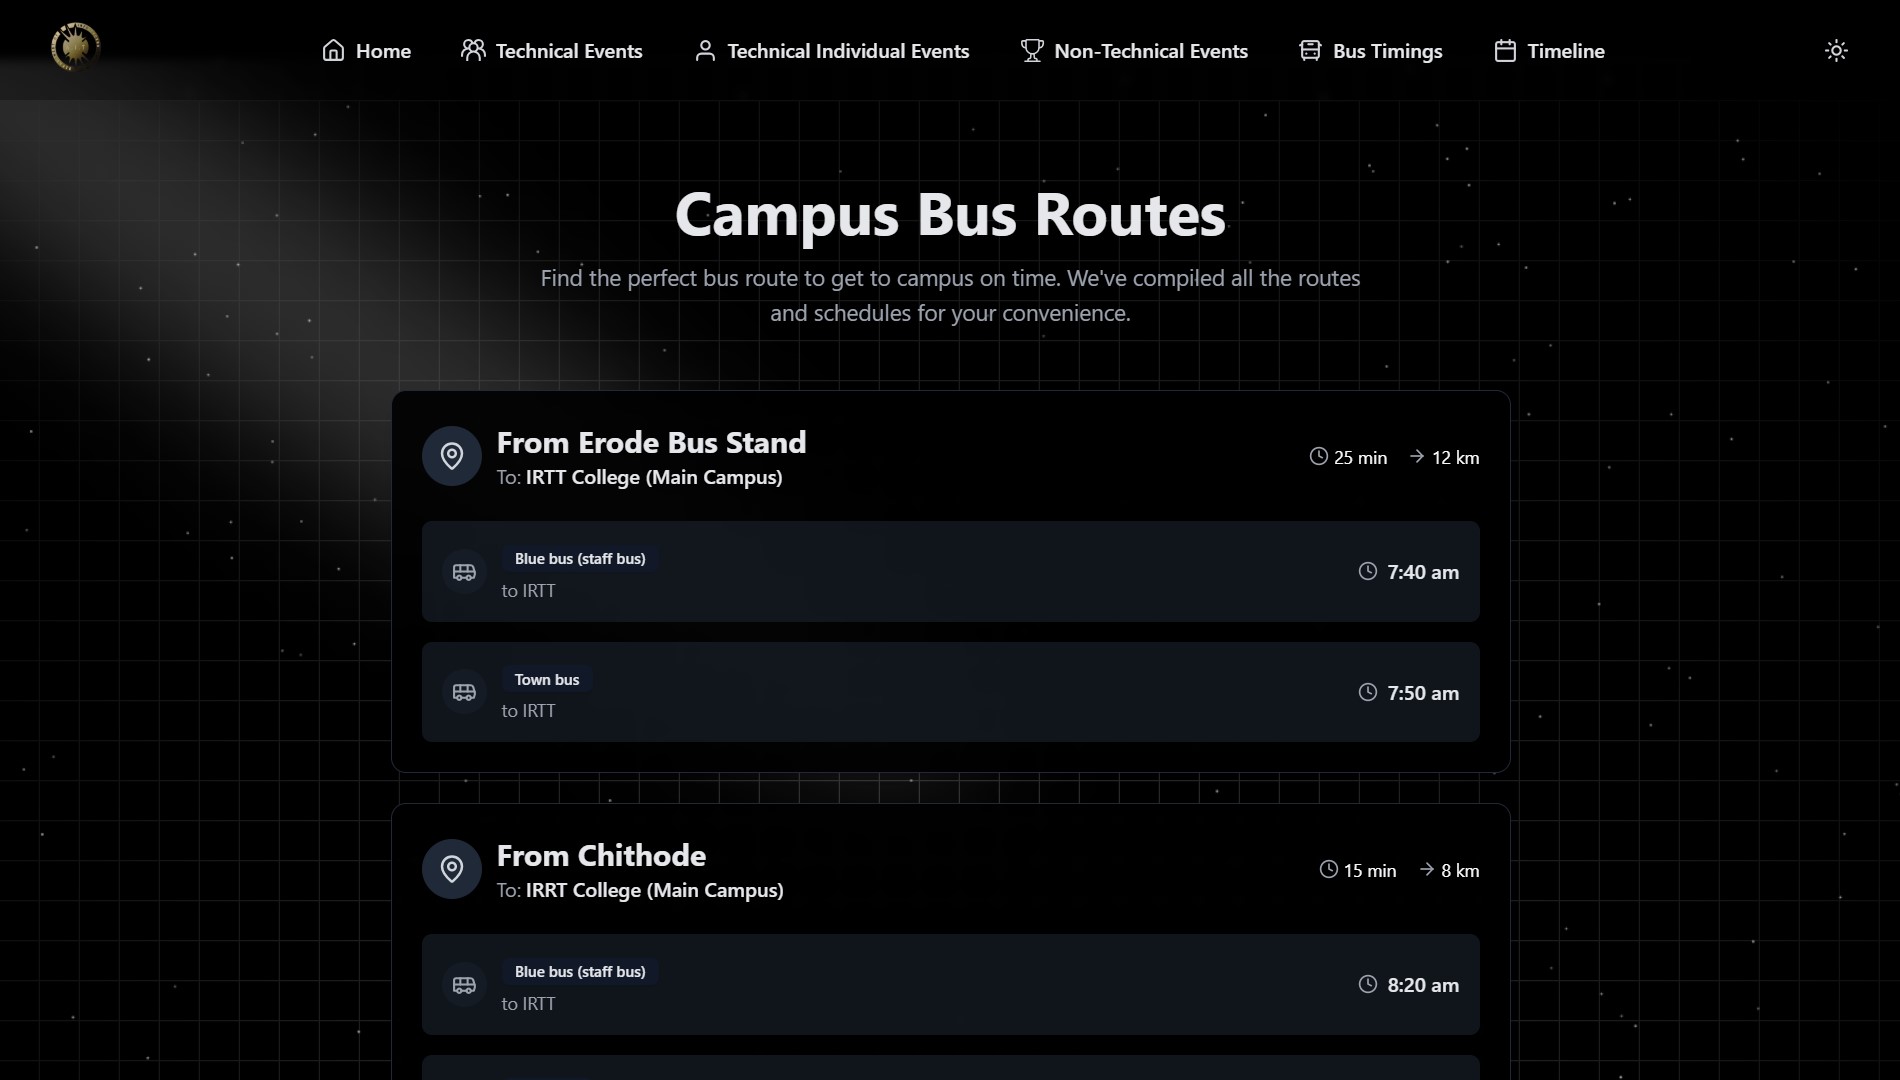 Home
Technical Events
Technical Individual Events
Non-Technical Events
Bus Timings
Timeline
Campus Bus Routes
Find the perfect bus route to get to campus on time. We've compiled all the routes
and schedules for your convenience.
From Erode Bus Stand
To: IRTT College (Main Campus)
25 min
12 km
Blue bus (staff bus)
to IRTT
7:40 am
Town bus
to IRTT
7:50 am
From Chithode
To: IRRT College (Main Campus)
15 min
8 km
Blue bus (staff bus)
to IRTT
8:20 am